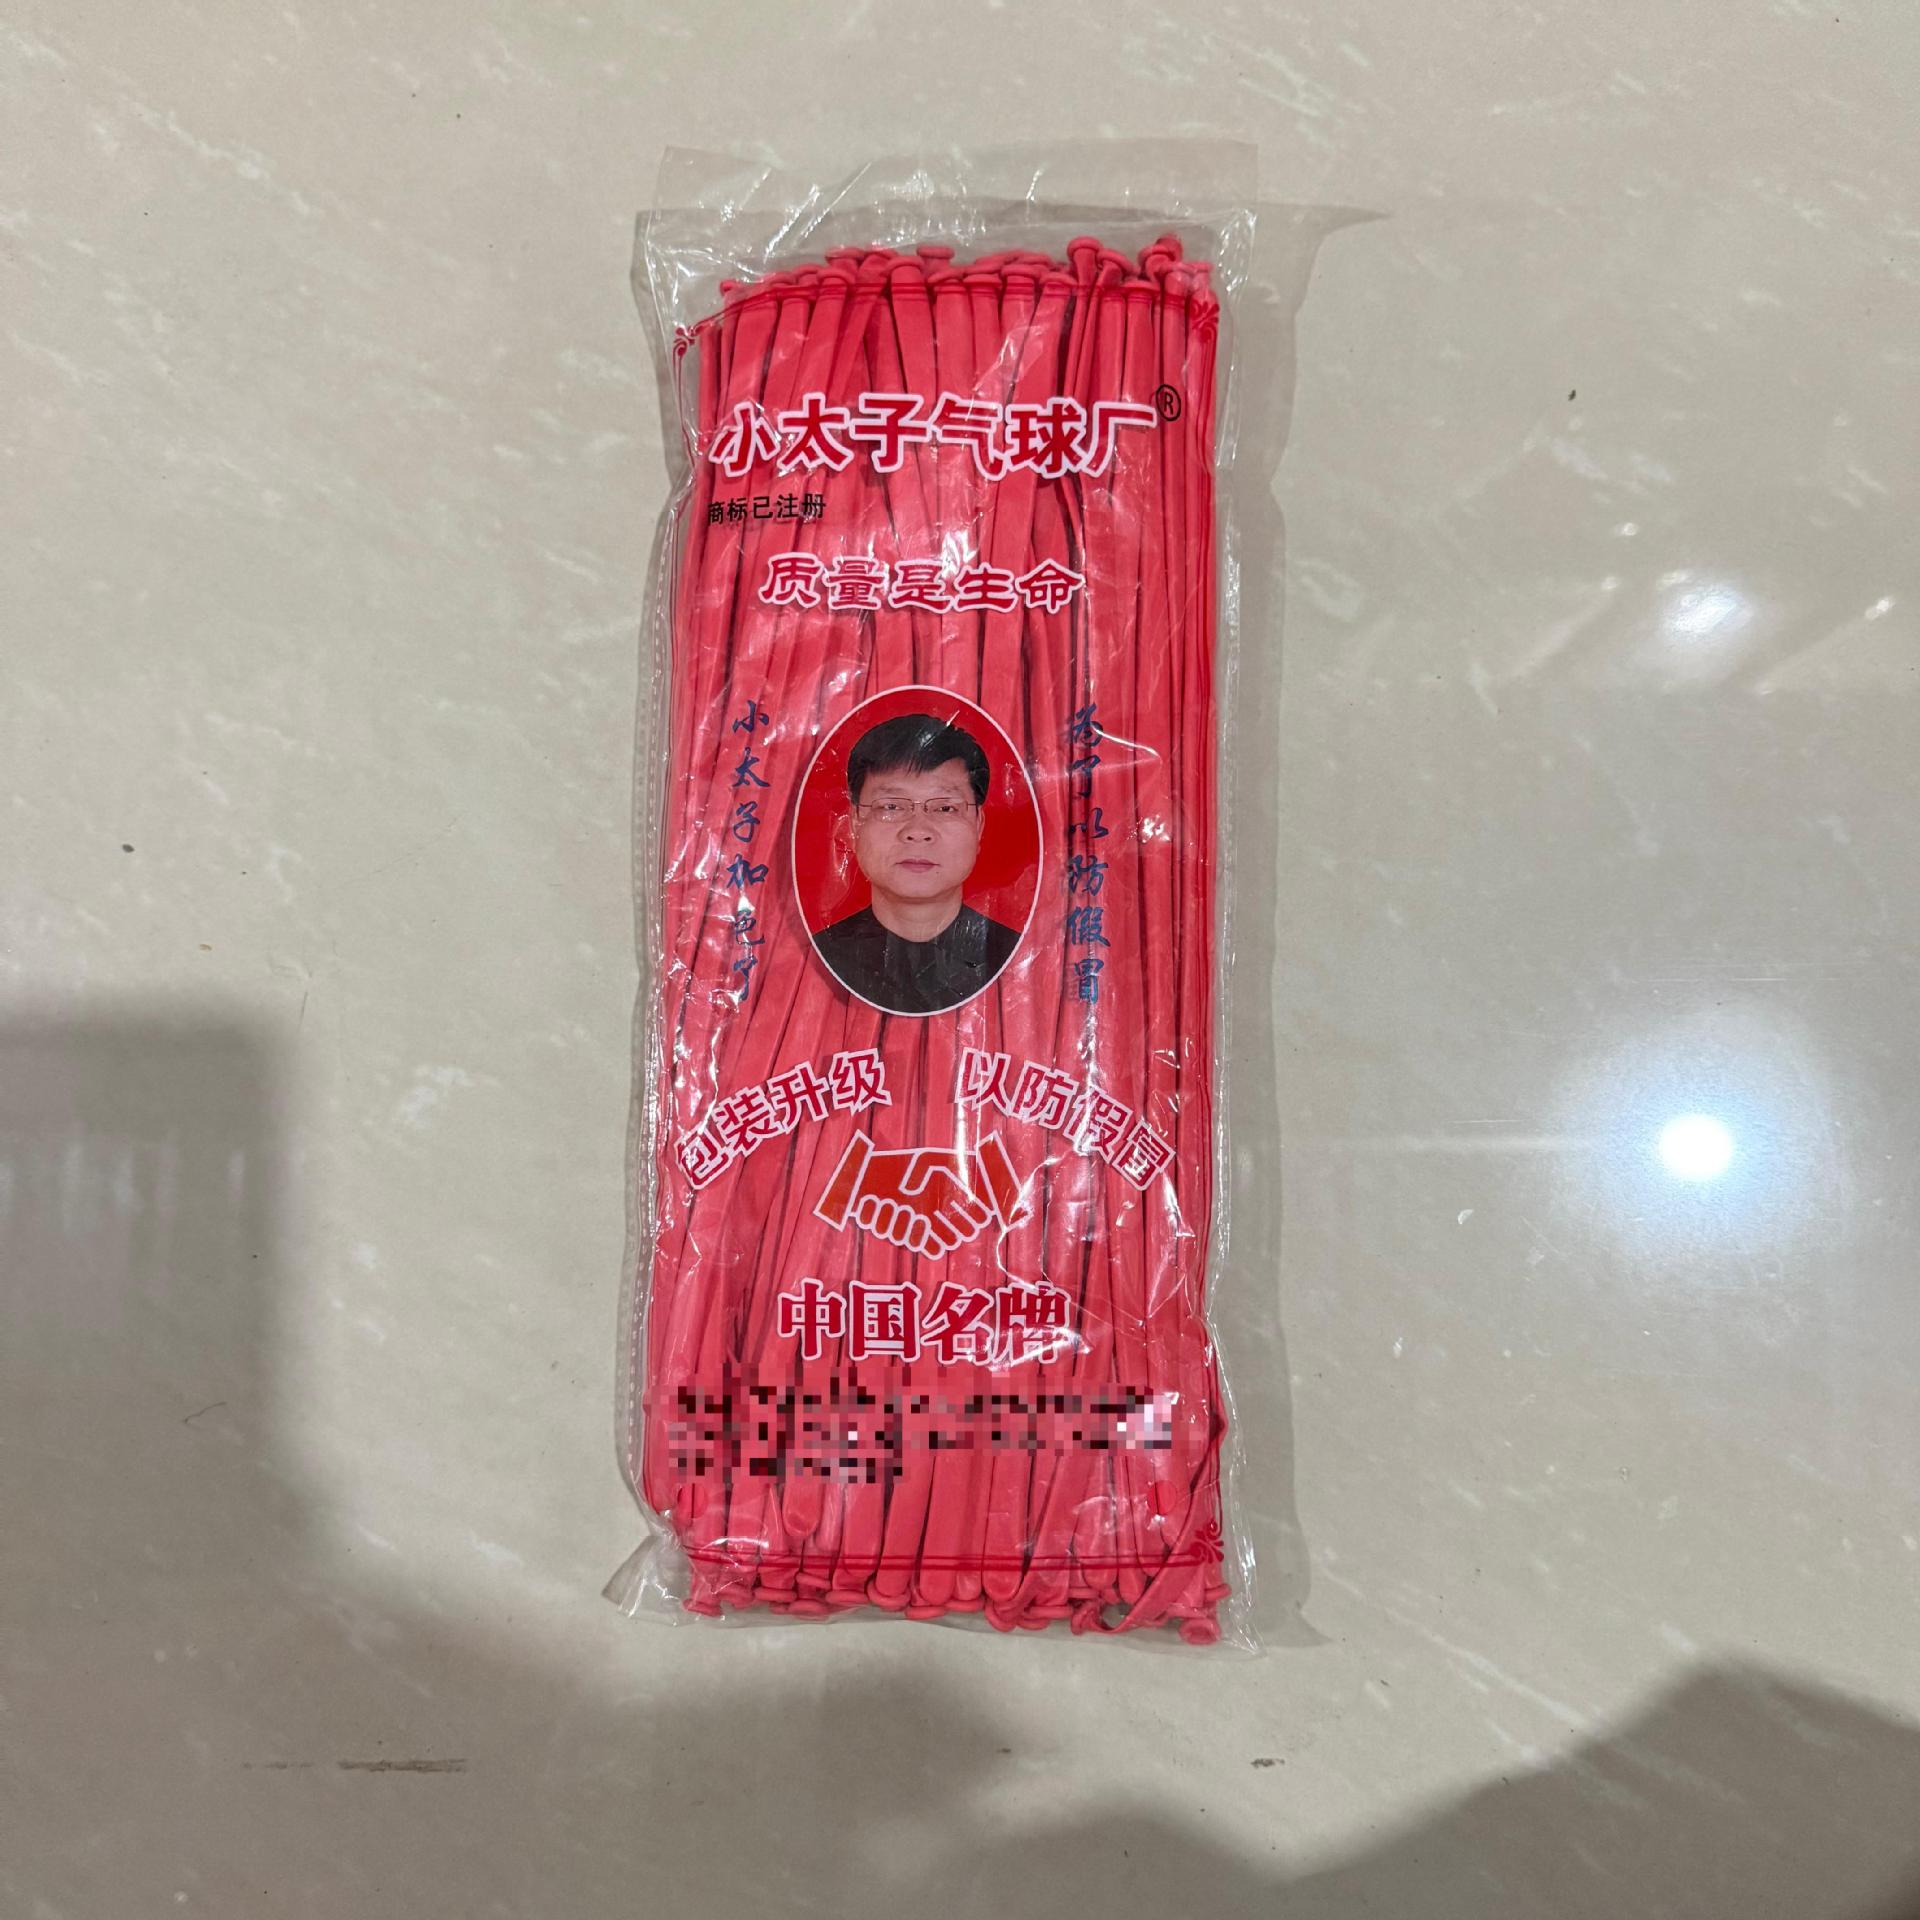 小太子气球厂®
商标已注册
质量是生命
小太子加色了
为了以防假冒
包装升级 以防假冒
中国名牌